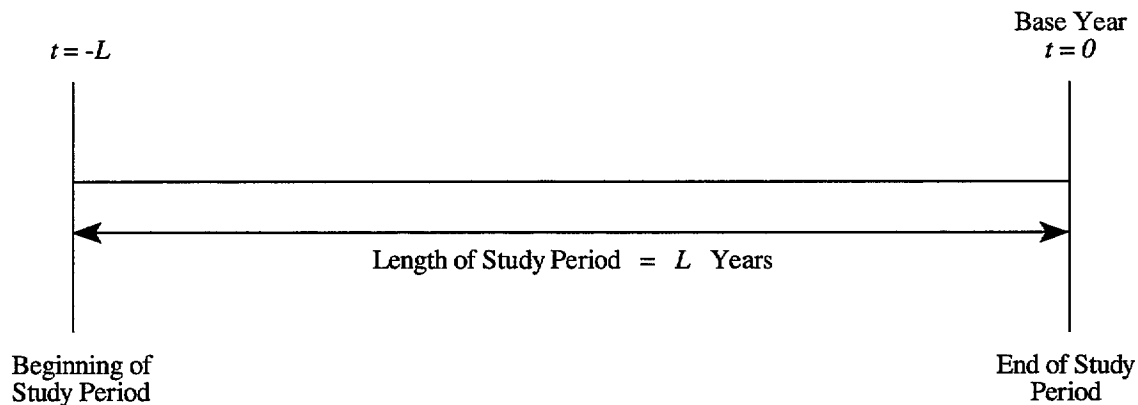 Base Year
t = -L
t = 0
Length of Study Period = L Years
Beginning of
Study Period
End of Study
Period